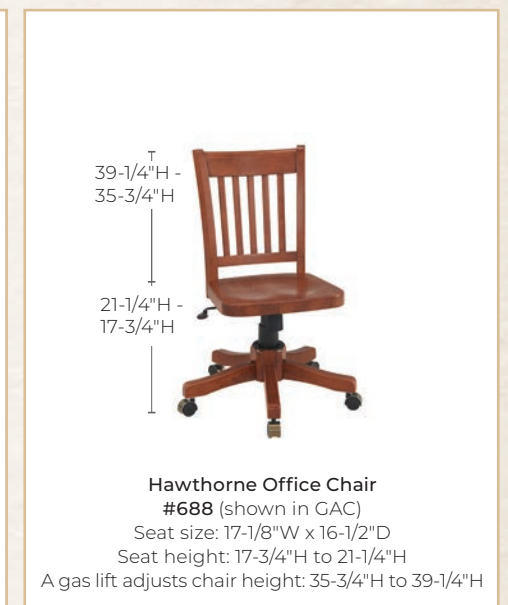 39-1/4"H -
35-3/4"H
21-1/4"H -
17-3/4"H
Hawthorne Office Chair
#688 (shown in GAC)
Seat size: 17-1/8"W x 16-1/2"D
Seat height: 17-3/4"H to 21-1/4"H
A gas lift adjusts chair height: 35-3/4"H to 39-1/4"H